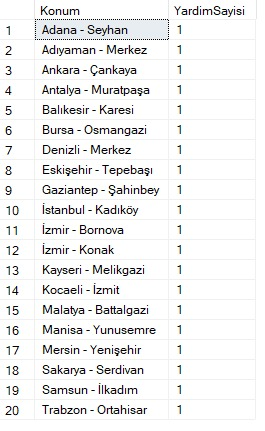 Konum YardimSayisi
1 Adana - Seyhan 1
2 Adıyaman - Merkez 1
3 Ankara - Çankaya 1
4 Antalya - Muratpaşa 1
5 Balıkesir - Karesi 1
6 Bursa - Osmangazi 1
7 Denizli - Merkez 1
8 Eskişehir - Tepebaşı 1
9 Gaziantep - Şahinbey 1
10 İstanbul - Kadıköy 1
11 İzmir - Bornova 1
12 İzmir - Konak 1
13 Kayseri - Melikgazi 1
14 Kocaeli - İzmit 1
15 Malatya - Battalgazi 1
16 Manisa - Yunusemre 1
17 Mersin - Yenişehir 1
18 Sakarya - Serdivan 1
19 Samsun - İlkadım 1
20 Trabzon - Ortahisar 1